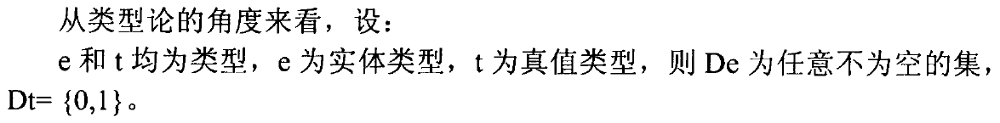 从类型论的角度来看，设：
e 和 t 均为类型，e 为实体类型，t 为真值类型，则 De 为任意不为空的集，
Dt= {0,1}。